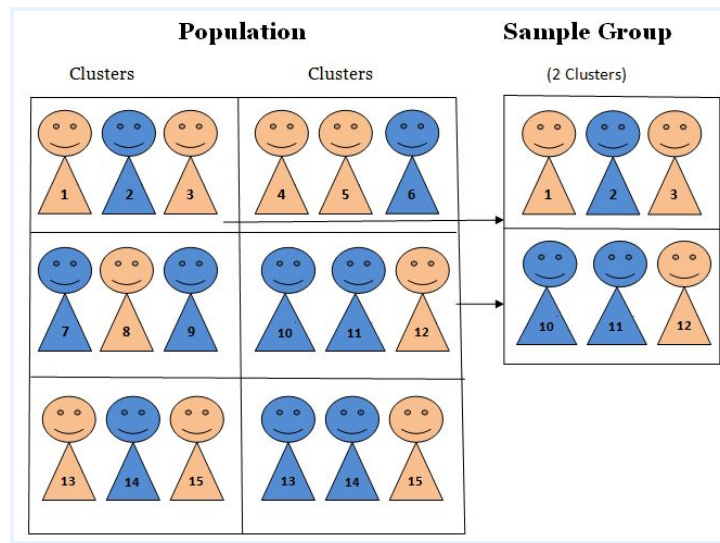 Population Sample Group
Clusters Clusters (2 Clusters)
1 2 3 4 5 6 1 2 3
7 8 9 10 11 12 10 11 12
13 14 15 13 14 15